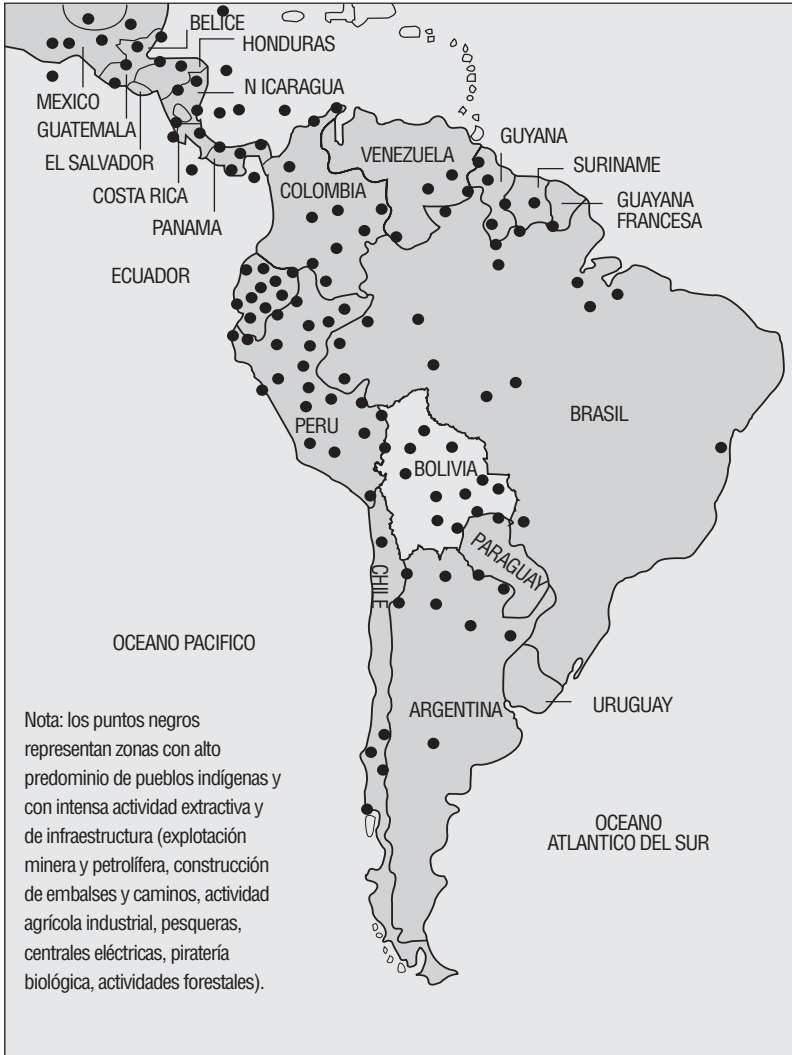 BELICE
HONDURAS
N ICARAGUA
MEXICO
GUATEMALA
EL SALVADOR
COSTA RICA
PANAMA
VENEZUELA
GUYANA
SURINAME
GUAYANA
FRANCESA
COLOMBIA
ECUADOR
PERU
BRASIL
BOLIVIA
PARAGUAY
CHILE
OCEANO PACIFICO
ARGENTINA
URUGUAY
OCEANO
ATLANTICO DEL SUR
Nota: los puntos negros
representan zonas con alto
predominio de pueblos indígenas y
con intensa actividad extractiva y
de infraestructura (explotación
minera y petrolífera, construcción
de embalses y caminos, actividad
agrícola industrial, pesqueras,
centrales eléctricas, piratería
biológica, actividades forestales).